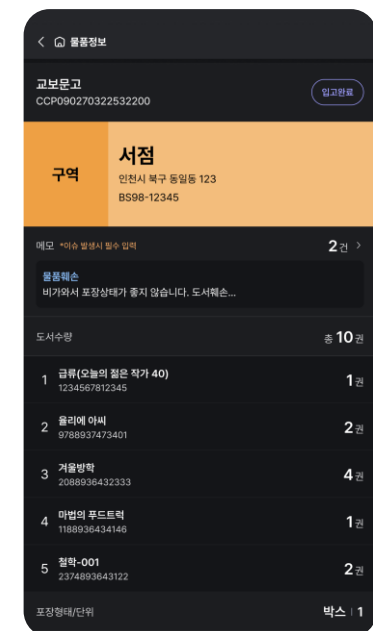 물품정보
교보문고
CCP090270322532200
입고완료
구역
서점
인천시 북구 동일동 123
BS98-12345
메모 *이슈 발생시 필수 입력 2건
물품훼손
비가와서 포장상태가 좋지 않습니다. 도서훼손...
도서수량 총 10권
1 급류(오늘의 젊은 작가 40) 1권
1234567812345
2 율리에 아씨 2권
9788937473401
3 겨울방학 4권
2088936432333
4 마법의 푸드트럭 1권
1188936434146
5 철학-001 2권
2374893643122
포장형태/단위 박스 | 1